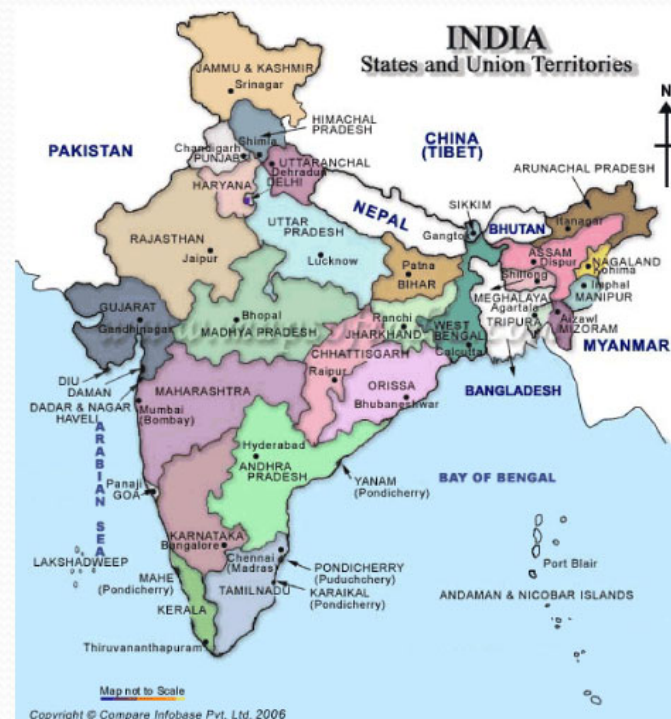 INDIA
States and Union Territories
N
JAMMU & KASHMIR
Srinagar
HIMACHAL
PRADESH
Shimla
Chandigarh
PUNJAB
PAKISTAN
CHINA
(TIBET)
UTTARANCHAL
Dehradun
HARYANA
DELHI
ARUNACHAL PRADESH
Itanagar
SIKKIM
Gangtok
NEPAL
BHUTAN
RAJASTHAN
Jaipur
UTTAR
PRADESH
Lucknow
ASSAM
Dispur
NAGALAND
Kohima
Shillong
MEGHALAYA
Imphal
MANIPUR
Patna
BIHAR
Agartala
TRIPURA
Aizawl
MIZORAM
MYANMAR
GUJARAT
Gandhinagar
Bhopal
MADHYA PRADESH
Ranchi
JHARKHAND
WEST
BENGAL
Calcutta
BANGLADESH
CHHATTISGARH
Raipur
ORISSA
Bhubaneshwar
DIU
DAMAN
DADAR & NAGAR
HAVELI
MAHARASHTRA
Mumbai
(Bombay)
ARABIAN SEA
Hyderabad
ANDHRA
PRADESH
YANAM
(Pondicherry)
BAY OF BENGAL
Panaji
GOA
KARNATAKA
Bangalore
Chennai
(Madras)
PONDICHERRY
(Puduchchery)
KARAIKAL
(Pondicherry)
LAKSHADWEEP
MAHE
(Pondicherry)
KERALA
TAMILNADU
Thiruvananthapuram
Port Blair
ANDAMAN & NICOBAR ISLANDS
Map not to Scale
Copyright © Compare Infobase Pvt. Ltd. 2006